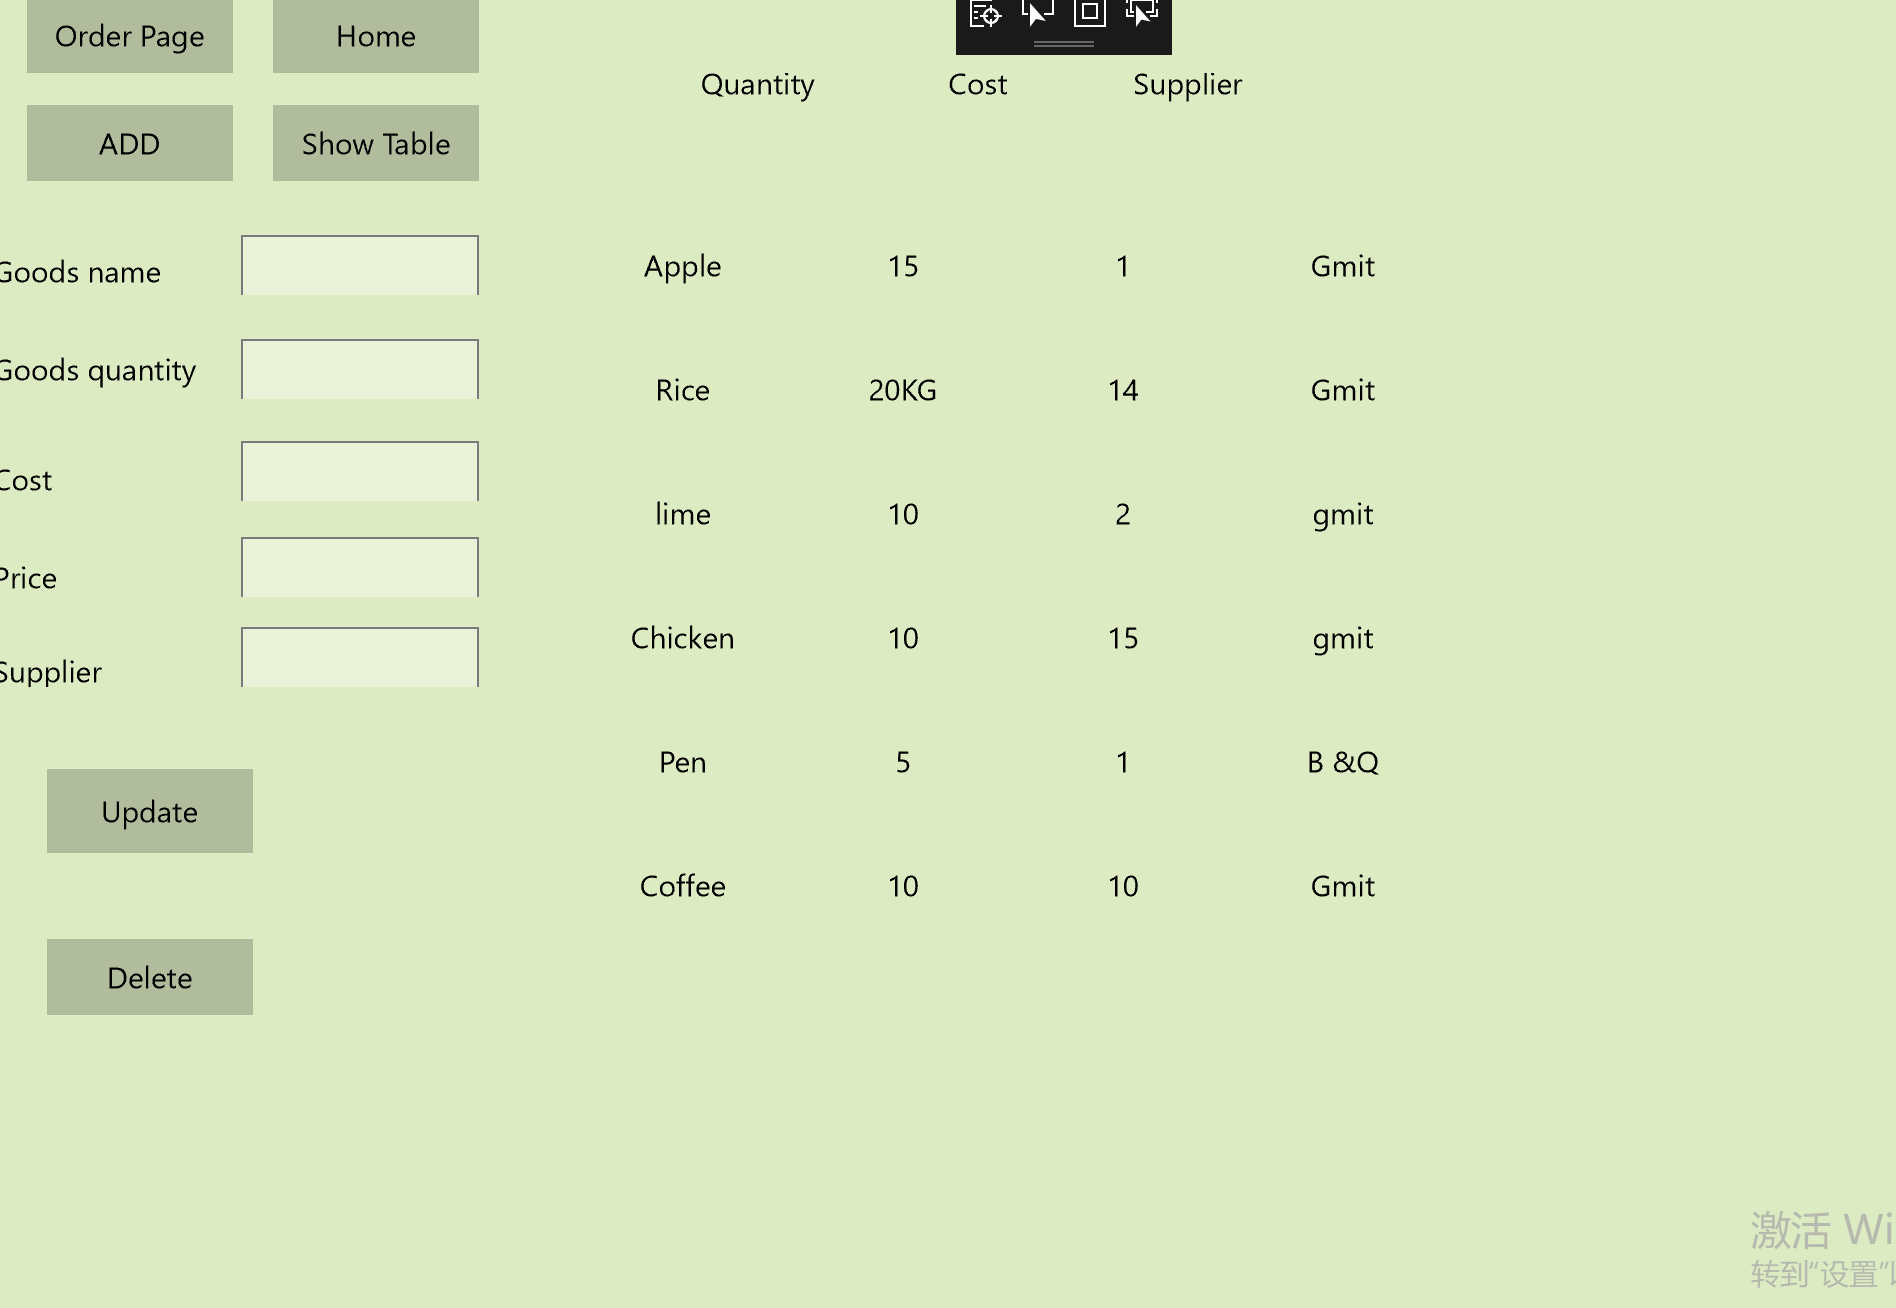 Order Page Home
Quantity Cost Supplier
ADD Show Table
Goods name
Goods quantity
Cost
Price
Supplier
Update
Delete
Apple 15 1 Gmit
Rice 20KG 14 Gmit
lime 10 2 gmit
Chicken 10 15 gmit
Pen 5 1 B &Q
Coffee 10 10 Gmit
激活 Wi
转到“设置”以